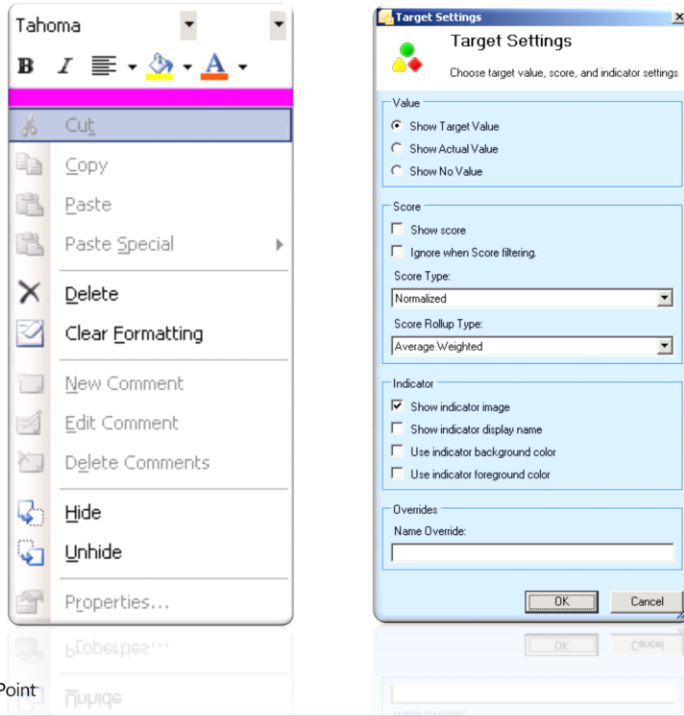 Tahoma
B I A
Cut
Copy
Paste
Paste Special
Delete
Clear Formatting
New Comment
Edit Comment
Delete Comments
Hide
Unhide
Properties...
Properties...
Unhide
Point
Target Settings
Target Settings
Choose target value, score, and indicator settings
Value
Show Target Value
Show Actual Value
Show No Value
Score
Show score
Ignore when Score filtering.
Score Type:
Normalized
Score Rollup Type:
Average Weighted
Indicator
Show indicator image
Show indicator display name
Use indicator background color
Use indicator foreground color
Overrides
Name Override:
OK Cancel
OK Cancel